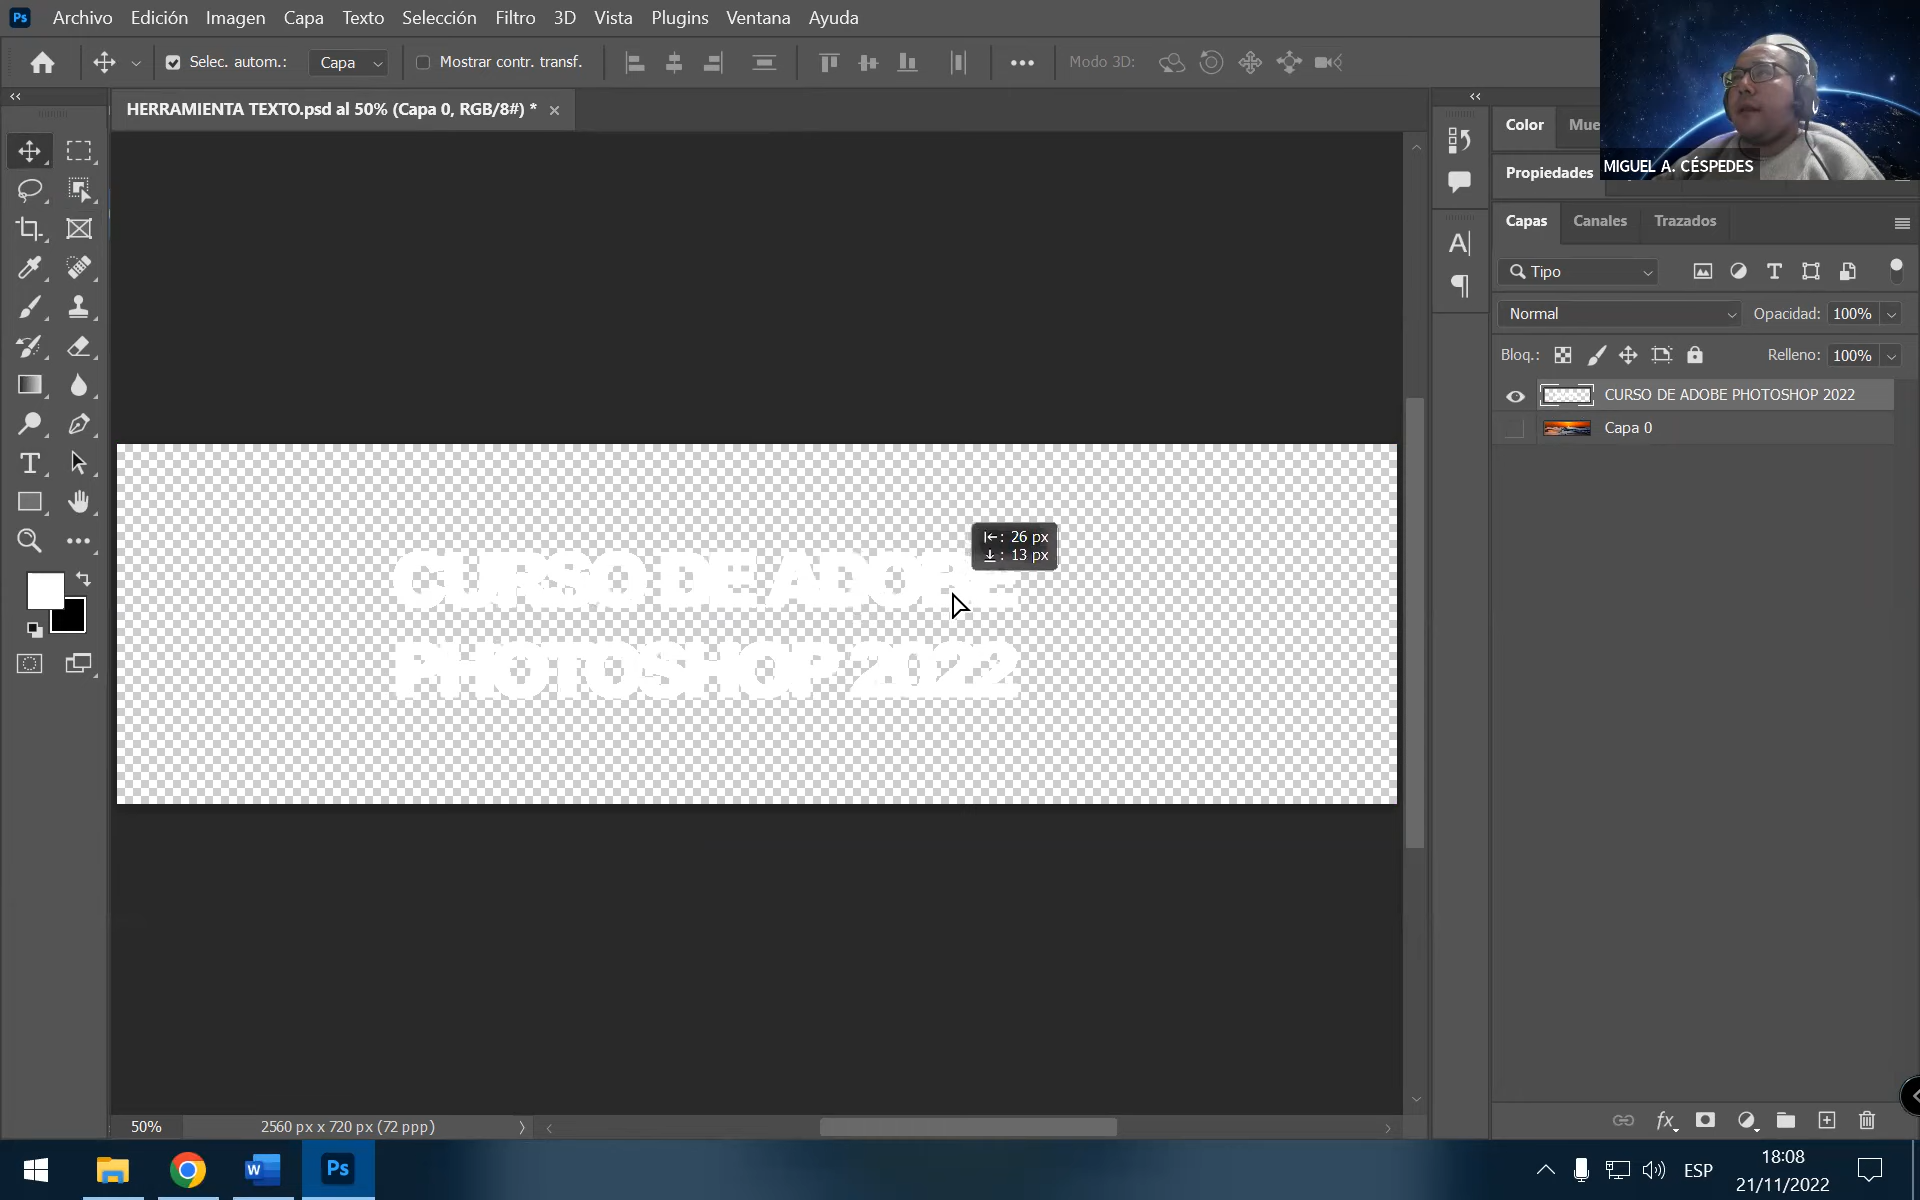 Ps Archivo Edición Imagen Capa Texto Selección Filtro 3D Vista Plugins Ventana Ayuda
Selec. autom.: Capa Mostrar contr. transf. Modo 3D:
HERRAMIENTA TEXTO.psd al 50% (Capa 0, RGB/8#) *
MIGUEL A. CÉSPEDES
Color
Propiedades
Capas Canales Trazados
Tipo
Normal Opacidad: 100%
Bloq.: Relleno: 100%
CURSO DE ADOBE PHOTOSHOP 2022
Capa 0
26 px
13 px
CURSO DE ADOBE
PHOTOSHOP 2022
50% 2560 px x 720 px (72 ppp)
Ps
ESP
18:08
21/11/2022